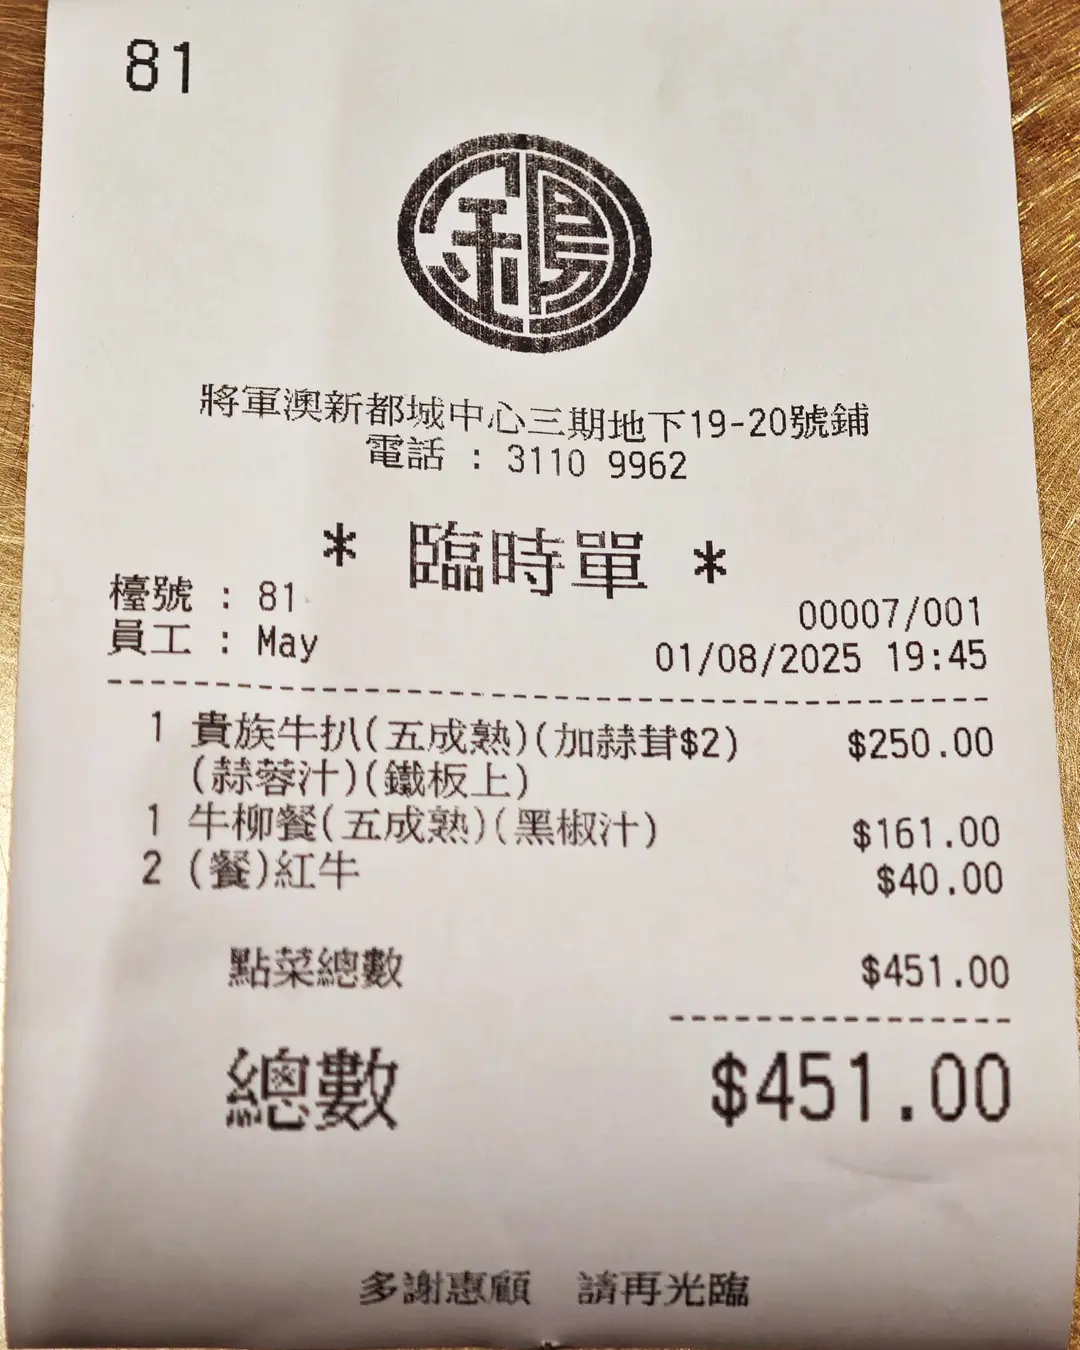 81
將軍澳新都城中心三期地下19-20號鋪
電話 : 3110 9962
* 臨時單 *
檯號 : 81
00007/001
員工 : May
01/08/2025 19:45
1 貴族牛扒(五成熟)(加蒜茸$2) $250.00
(蒜蓉汁)(鐵板上)
1 牛柳餐(五成熟)(黑椒汁) $161.00
2 (餐)紅牛 $40.00
點菜總數 $451.00
總數 $451.00
多謝惠顧 請再光臨